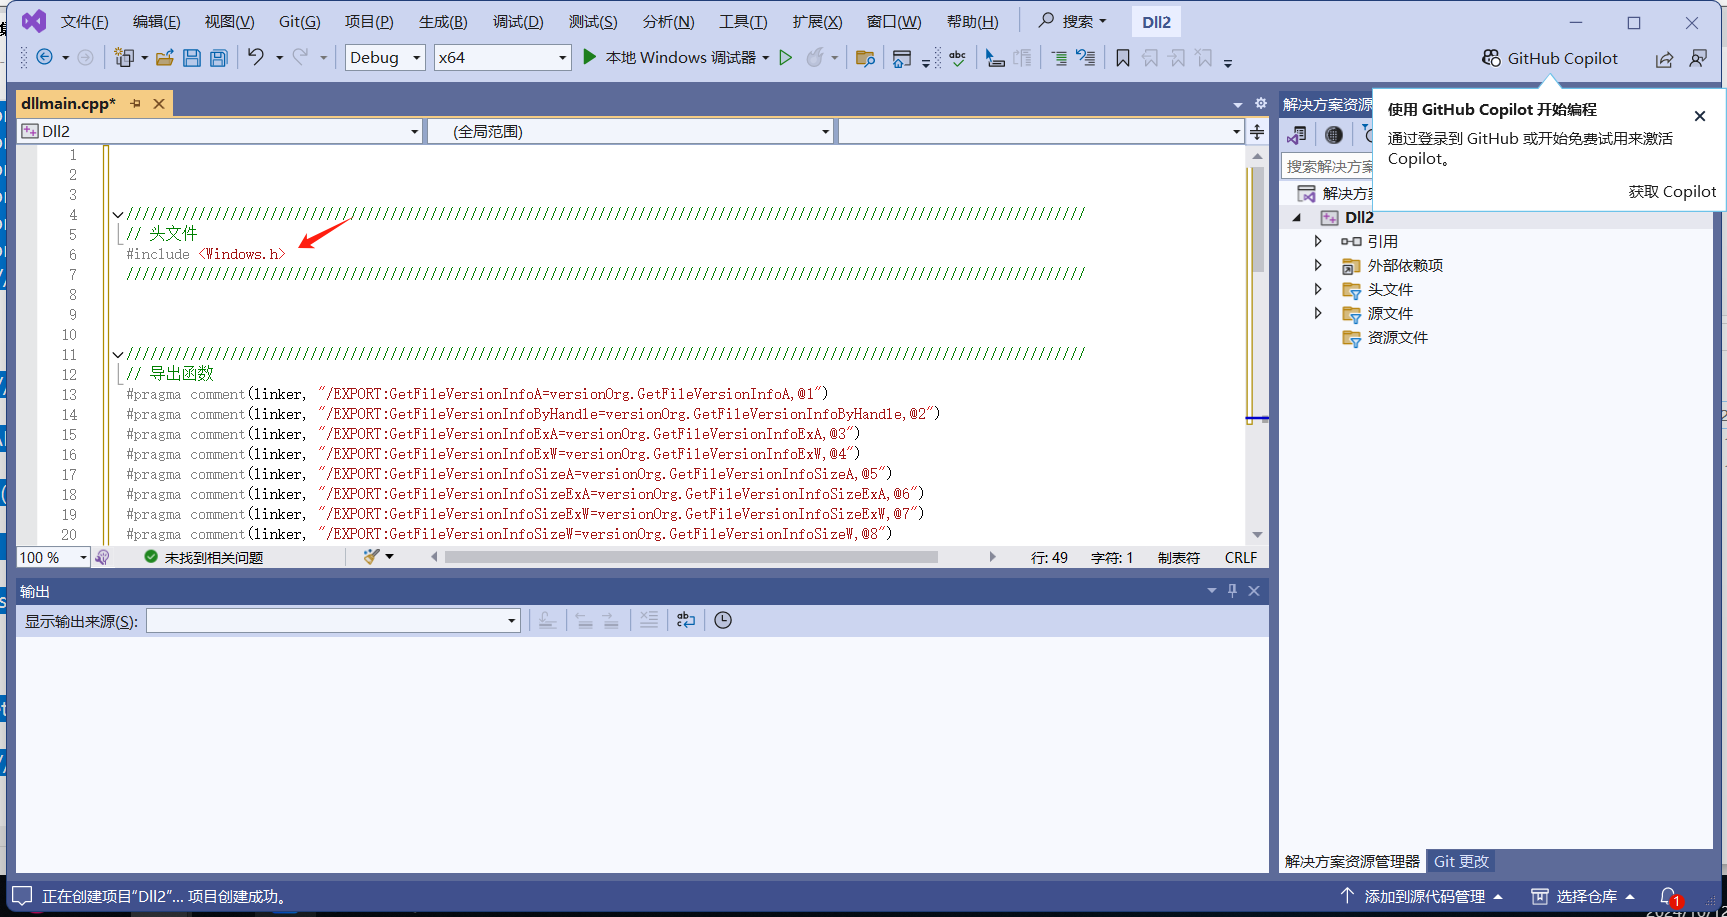 文件(F) 编辑(E) 视图(V) Git(G) 项目(P) 生成(B) 调试(D) 测试(S) 分析(N) 工具(T) 扩展(X) 窗口(W) 帮助(H) 搜索 Dll2
Debug x64 本地 Windows 调试器 GitHub Copilot
dllmain.cpp*
Dll2 (全局范围)
1
2
3
4 ////////////////////////////////////////////////////////////////////////////////////////////////////////////////////////
5 // 头文件
6 #include <Windows.h>
7 ////////////////////////////////////////////////////////////////////////////////////////////////////////////////////////
8
9
10
11 ////////////////////////////////////////////////////////////////////////////////////////////////////////////////////////
12 // 导出函数
13 #pragma comment(linker, "/EXPORT:GetFileVersionInfoA=versionOrg.GetFileVersionInfoA,@1")
14 #pragma comment(linker, "/EXPORT:GetFileVersionInfoByHandle=versionOrg.GetFileVersionInfoByHandle,@2")
15 #pragma comment(linker, "/EXPORT:GetFileVersionInfoExA=versionOrg.GetFileVersionInfoExA,@3")
16 #pragma comment(linker, "/EXPORT:GetFileVersionInfoExW=versionOrg.GetFileVersionInfoExW,@4")
17 #pragma comment(linker, "/EXPORT:GetFileVersionInfoSizeA=versionOrg.GetFileVersionInfoSizeA,@5")
18 #pragma comment(linker, "/EXPORT:GetFileVersionInfoSizeExA=versionOrg.GetFileVersionInfoSizeExA,@6")
19 #pragma comment(linker, "/EXPORT:GetFileVersionInfoSizeExW=versionOrg.GetFileVersionInfoSizeExW,@7")
20 #pragma comment(linker, "/EXPORT:GetFileVersionInfoSizeW=versionOrg.GetFileVersionInfoSizeW,@8")
100 % 未找到相关问题 行: 49 字符: 1 制表符 CRLF
输出
显示输出来源(S):
解决方案资源
使用 GitHub Copilot 开始编程
通过登录到 GitHub 或开始免费试用来激活
Copilot。
获取 Copilot
搜索解决方案
解决方案
Dll2
引用
外部依赖项
头文件
源文件
资源文件
解决方案资源管理器 Git 更改
正在创建项目“Dll2”... 项目创建成功。 添加到源代码管理 选择仓库 1